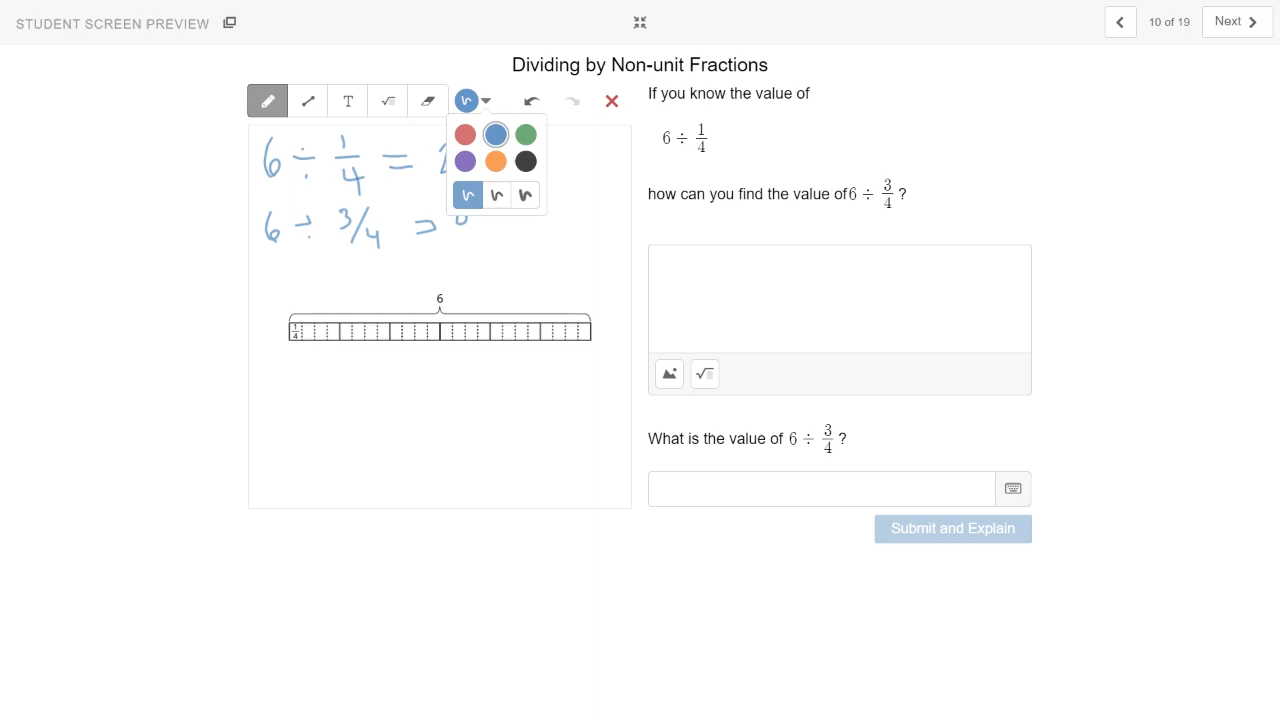 STUDENT SCREEN PREVIEW
10 of 19
Next
Dividing by Non-unit Fractions
T
If you know the value of
6 ÷ 1/4
how can you find the value of 6 ÷ 3/4 ?
6 ÷ 1/4 =
6 ÷ 3/4 =
6
1/4
What is the value of 6 ÷ 3/4 ?
Submit and Explain